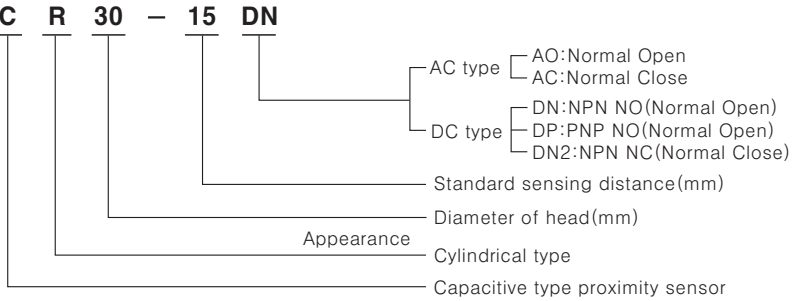 C R 30 – 15 DN
AC type
AO:Normal Open
AC:Normal Close
DC type
DN:NPN NO(Normal Open)
DP:PNP NO(Normal Open)
DN2:NPN NC(Normal Close)
Standard sensing distance(mm)
Diameter of head(mm)
Appearance
Cylindrical type
Capacitive type proximity sensor